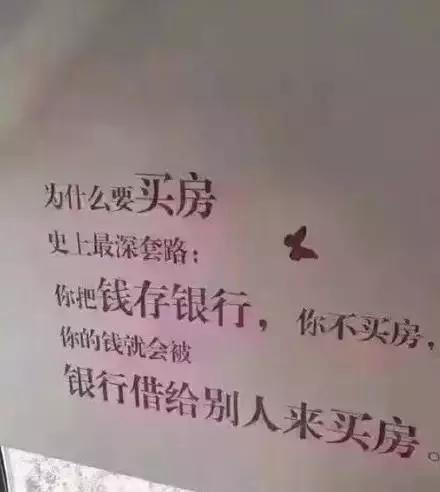 为什么要买房
史上最深套路：
你把钱存银行，你不买房，
你的钱就会被
银行借给别人来买房。